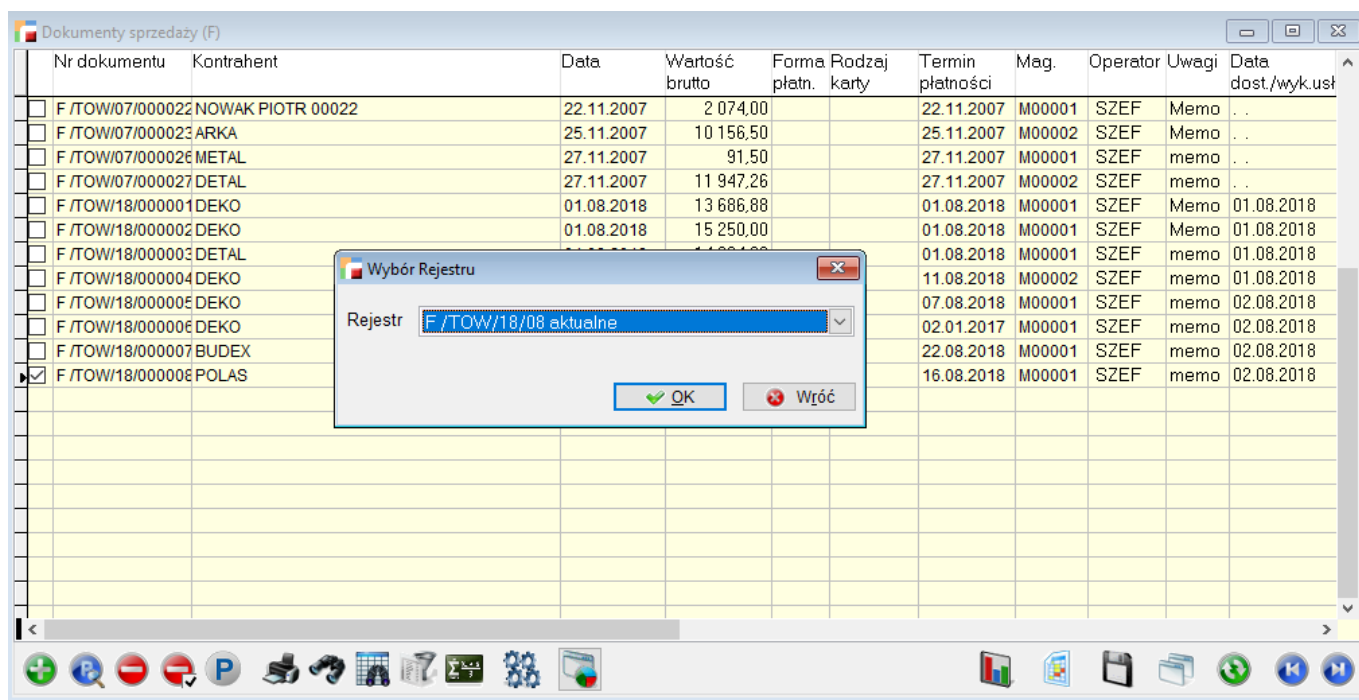 Dokumenty sprzedaży (F)
Nr dokumentu Kontrahent Data Wartość brutto Forma płatn. Rodzaj karty Termin płatności Mag. Operator Uwagi Data dost./wyk.usł
F /TOW/07/000022 NOWAK PIOTR 00022 22.11.2007 2 074,00 22.11.2007 M00001 SZEF Memo . .
F /TOW/07/000023 ARKA 25.11.2007 10 156,50 25.11.2007 M00002 SZEF Memo . .
F /TOW/07/000026 METAL 27.11.2007 91,50 27.11.2007 M00001 SZEF memo . .
F /TOW/07/000027 DETAL 27.11.2007 11 947,26 27.11.2007 M00002 SZEF memo . .
F /TOW/18/000001 DEKO 01.08.2018 13 686,88 01.08.2018 M00001 SZEF Memo 01.08.2018
F /TOW/18/000002 DEKO 01.08.2018 15 250,00 01.08.2018 M00001 SZEF Memo 01.08.2018
F /TOW/18/000003 DETAL 01.08.2018 M00001 SZEF memo 01.08.2018
F /TOW/18/000004 DEKO 11.08.2018 M00002 SZEF memo 01.08.2018
F /TOW/18/000005 DEKO 07.08.2018 M00001 SZEF memo 02.08.2018
F /TOW/18/000006 DEKO 02.01.2017 M00001 SZEF memo 02.08.2018
F /TOW/18/000007 BUDEX 22.08.2018 M00001 SZEF memo 02.08.2018
F /TOW/18/000008 POLAS 16.08.2018 M00001 SZEF memo 02.08.2018
Wybór Rejestru
Rejestr F /TOW/18/08 aktualne
OK Wróć